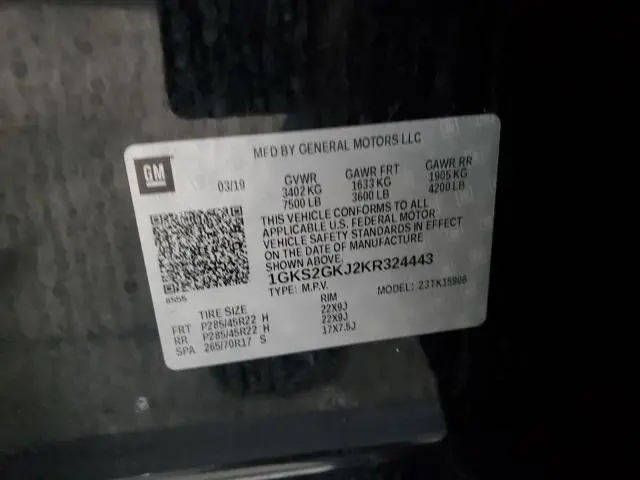 MFD BY GENERAL MOTORS LLC
GM
03/19
GVWR GAWR FRT GAWR RR
3402 KG 1633 KG 1905 KG
7500 LB 3600 LB 4200 LB
THIS VEHICLE CONFORMS TO ALL
APPLICABLE U.S. FEDERAL MOTOR
VEHICLE SAFETY STANDARDS IN EFFECT
ON THE DATE OF MANUFACTURE
SHOWN ABOVE.
1GKS2GKJ2KR324443
TYPE: M.P.V. MODEL: 23TK15906
8555
TIRE SIZE RIM
FRT P285/45R22 H 22X9J
RR P285/45R22 H 22X9J
SPA 265/70R17 S 17X7.5J